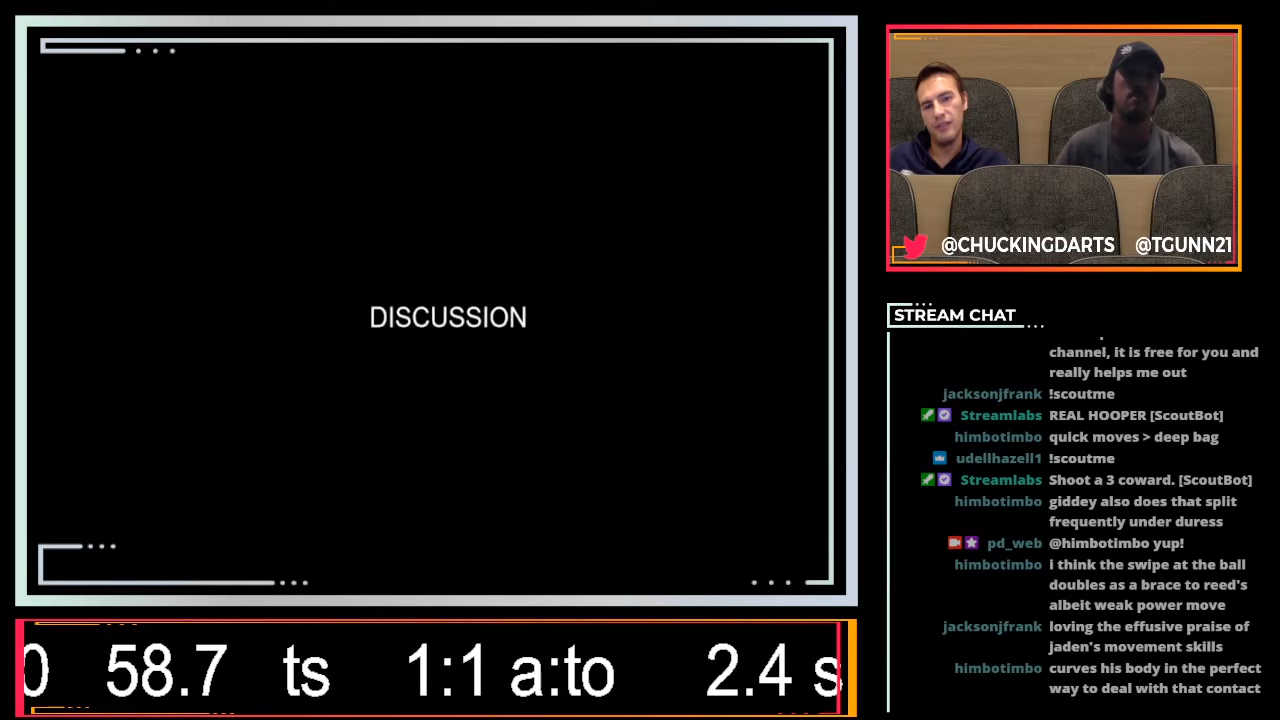 DISCUSSION
@CHUCKINGDARTS @TGUNN21
STREAM CHAT
channel, it is free for you and
really helps me out
jacksonjfrank !scoutme
Streamlabs REAL HOOPER [ScoutBot]
himbotimbo quick moves > deep bag
udellhazell1 !scoutme
Streamlabs Shoot a 3 coward. [ScoutBot]
himbotimbo giddey also does that split
frequently under duress
pd_web @himbotimbo yup!
himbotimbo i think the swipe at the ball
doubles as a brace to reed's
albeit weak power move
jacksonjfrank loving the effusive praise of
jaden's movement skills
himbotimbo curves his body in the perfect
way to deal with that contact
0 58.7 ts 1:1 a:to 2.4 s